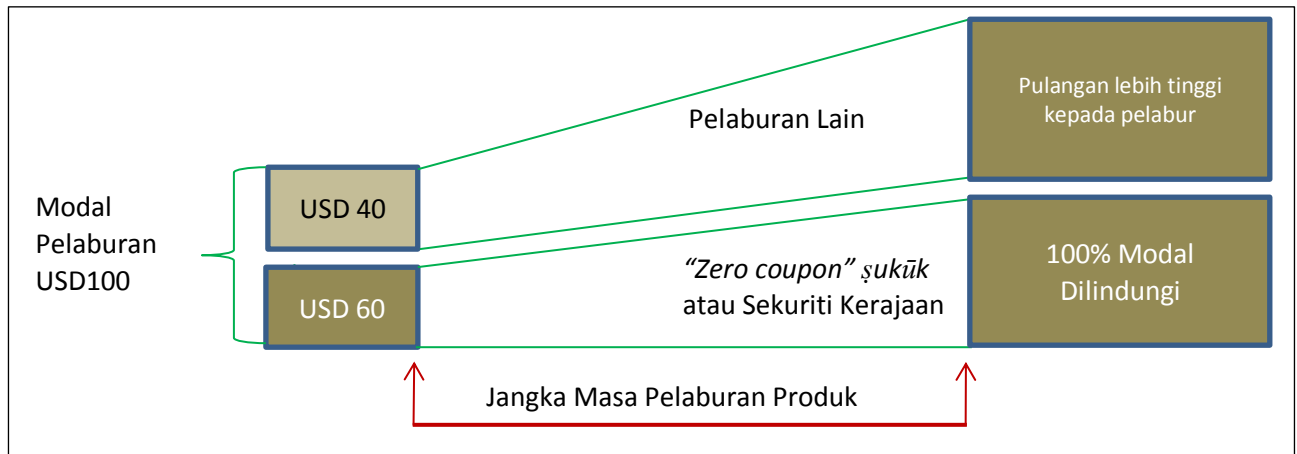 Modal
Pelaburan
USD100
USD 40
USD 60
Pelaburan Lain
“Zero coupon” ṣukūk
atau Sekuriti Kerajaan
Pulangan lebih tinggi
kepada pelabur
100% Modal
Dilindungi
Jangka Masa Pelaburan Produk